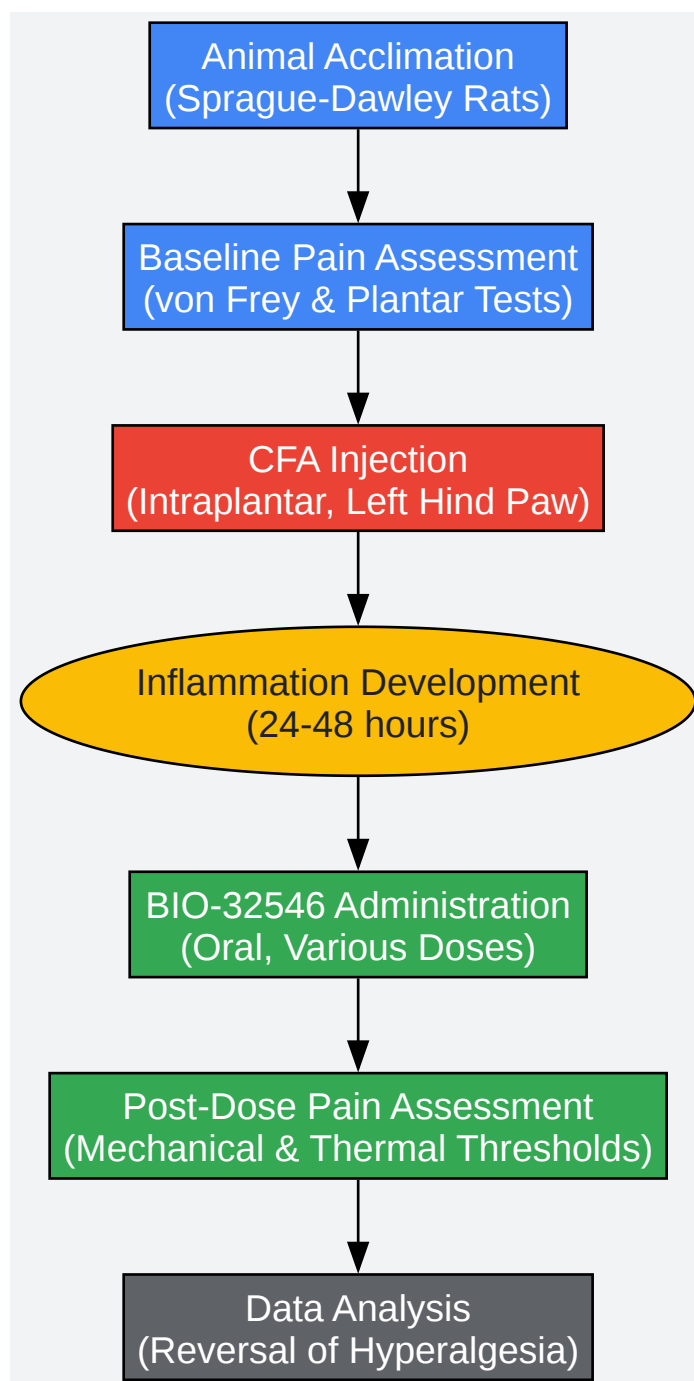 Animal Acclimation
(Sprague-Dawley Rats)
Baseline Pain Assessment
(von Frey & Plantar Tests)
CFA Injection
(Intraplantar, Left Hind Paw)
Inflammation Development
(24-48 hours)
BIO-32546 Administration
(Oral, Various Doses)
Post-Dose Pain Assessment
(Mechanical & Thermal Thresholds)
Data Analysis
(Reversal of Hyperalgesia)